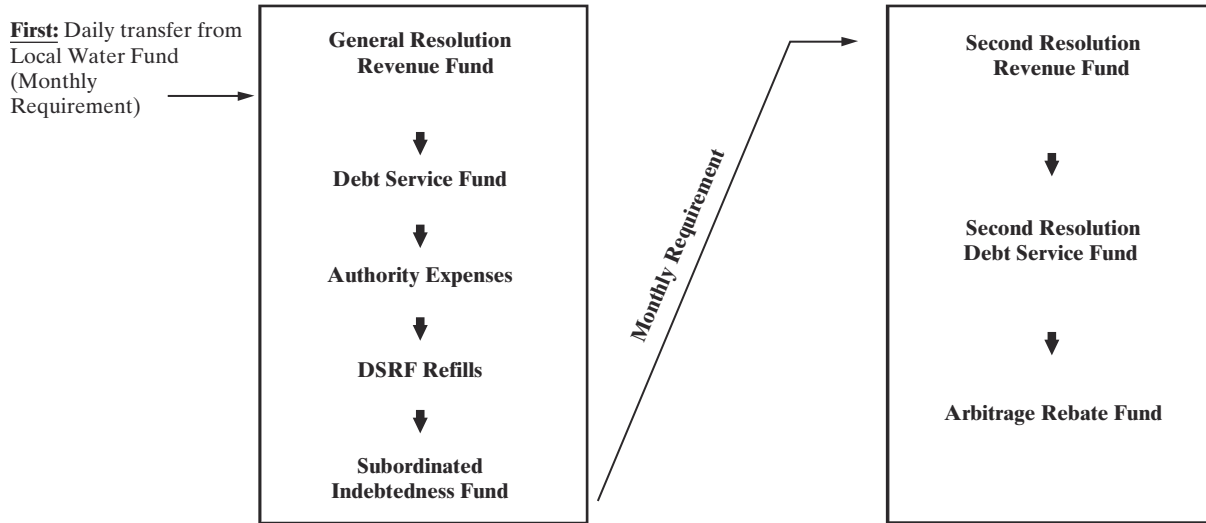 First: Daily transfer from
Local Water Fund
(Monthly
Requirement)
General Resolution
Revenue Fund
Debt Service Fund
Authority Expenses
DSRF Refills
Subordinated
Indebtedness Fund
Monthly Requirement
Second Resolution
Revenue Fund
Second Resolution
Debt Service Fund
Arbitrage Rebate Fund